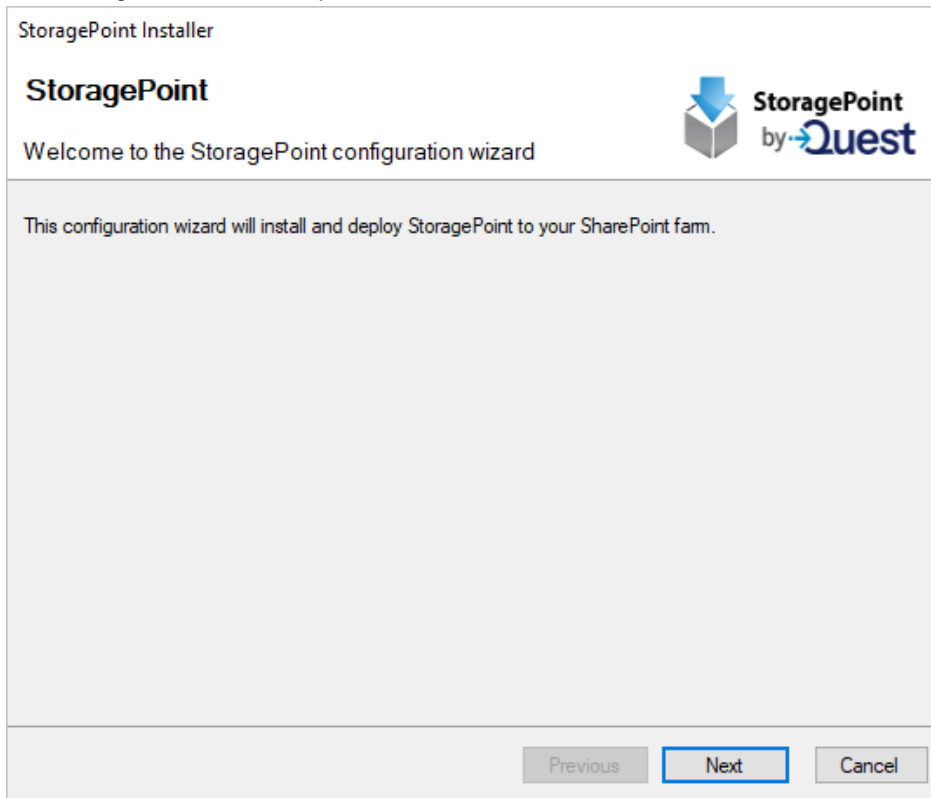 StoragePoint Installer
StoragePoint
Welcome to the StoragePoint configuration wizard
StoragePoint
by Quest
This configuration wizard will install and deploy StoragePoint to your SharePoint farm.
Previous
Next
Cancel